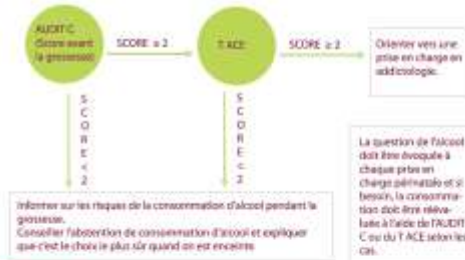 AUDIT C
(Score avant
la grossesse)
SCORE ≥ 2
T ACE
SCORE ≥ 2
Orienter vers une
prise en charge en
addictologie.
SCORE < 2
SCORE < 2
Informer sur les risques de la consommation d'alcool pendant la
grossesse.
Conseiller l'abstention de consommation d'alcool et expliquer
que c'est le choix le plus sûr quand on est enceinte
La question de l'alcool
doit être évoquée à
chaque prise en
charge périnatale et si
besoin, la consomma-
tion doit être rééva-
luée à l'aide de l'AUDIT
C ou du T ACE selon les
cas.